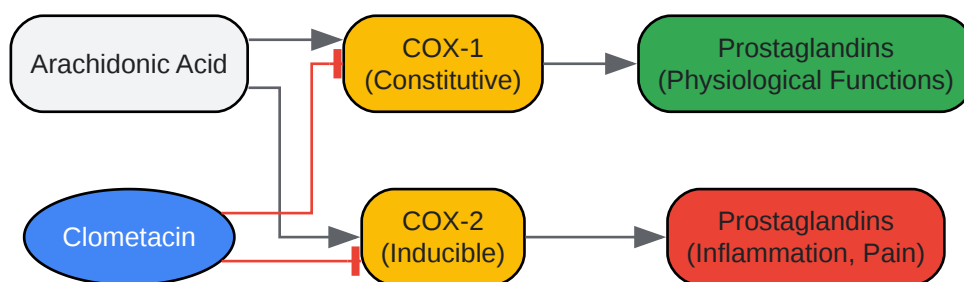 Arachidonic Acid
COX-1
(Constitutive)
Prostaglandins
(Physiological Functions)
Clometacin
COX-2
(Inducible)
Prostaglandins
(Inflammation, Pain)